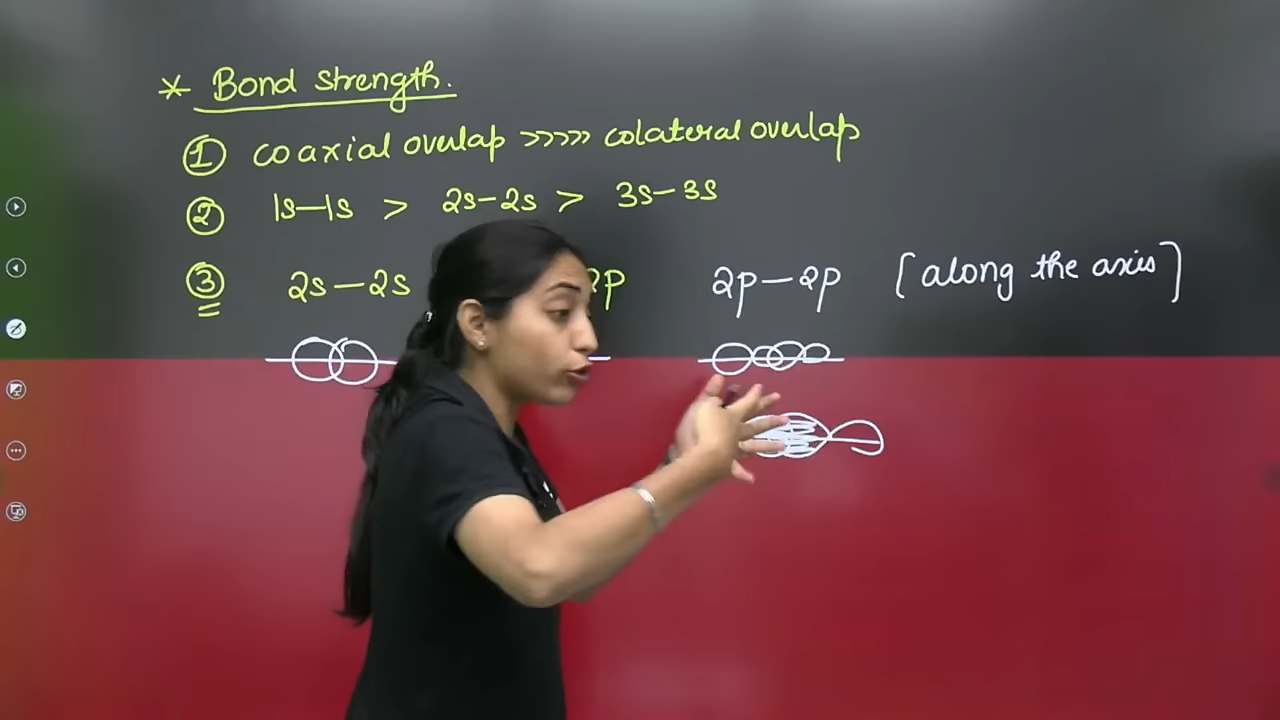 * Bond strength.
① coaxial overlap >>>>> colateral overlap
② 1s—1s > 2s—2s > 3s—3s
③ 2s—2s 2p 2p—2p [along the axis]